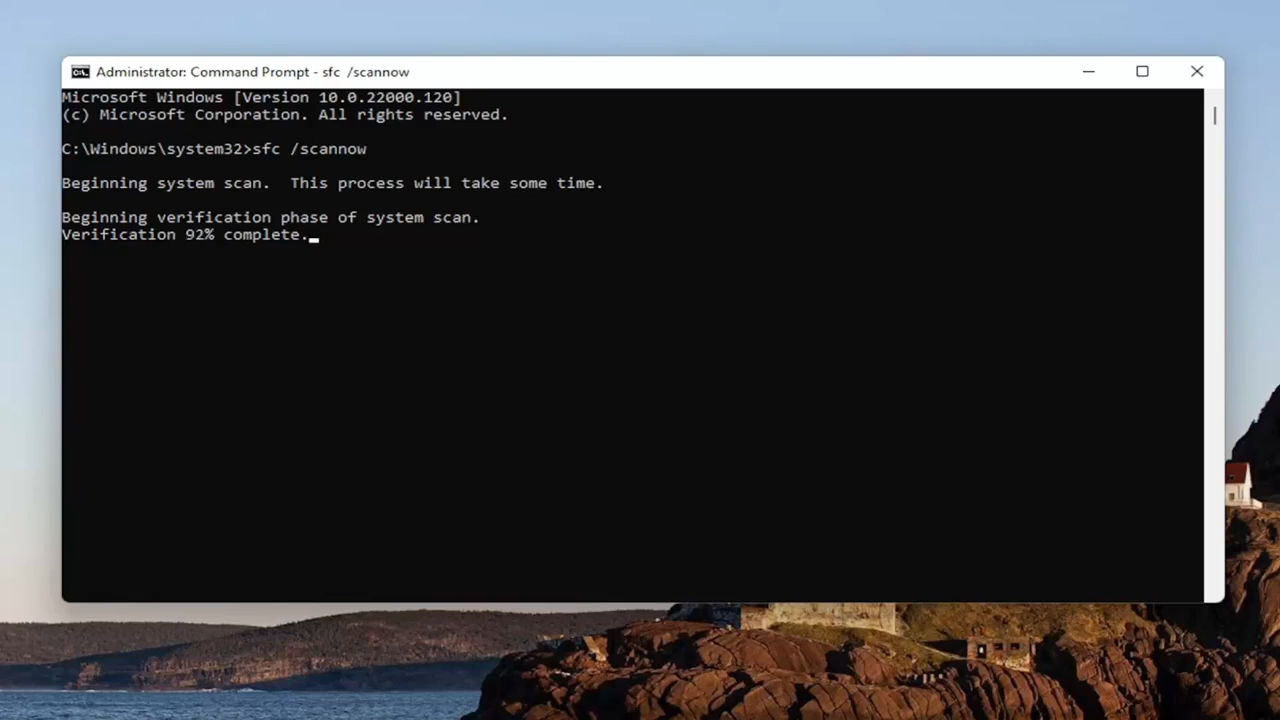 Administrator: Command Prompt - sfc  /scannow
Microsoft Windows [Version 10.0.22000.120]
(c) Microsoft Corporation. All rights reserved.
C:\Windows\system32>sfc /scannow
Beginning system scan.  This process will take some time.
Beginning verification phase of system scan.
Verification 92% complete.